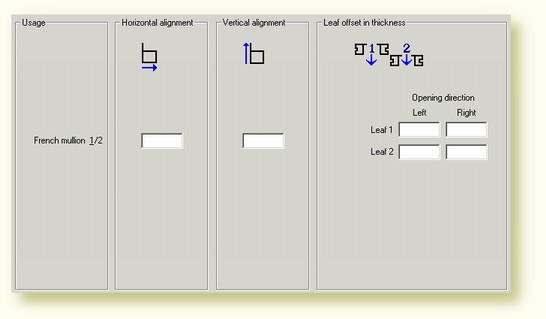 Usage
Horizontal alignment
Vertical alignment
Leaf offset in thickness
1 2
Opening direction
Left Right
Leaf 1
French mullion 1/2
Leaf 2